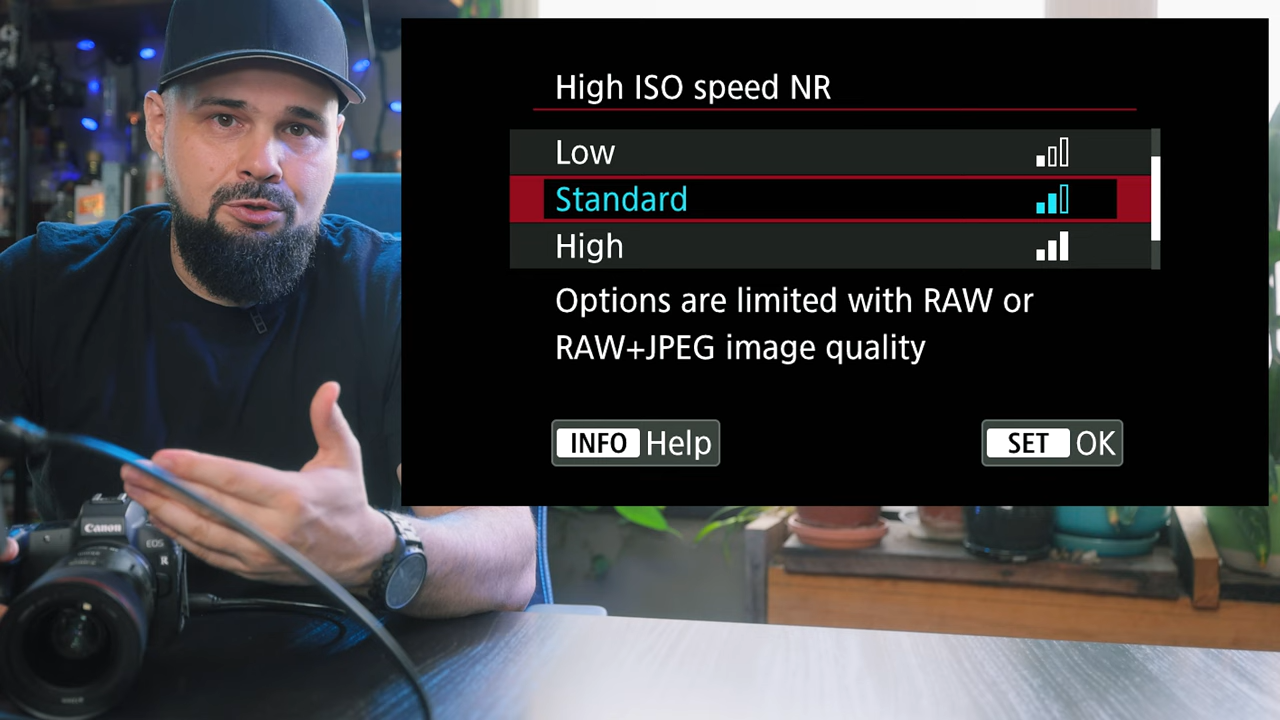 High ISO speed NR
Low
Standard
High
Options are limited with RAW or
RAW+JPEG image quality
INFO Help
SET OK
Canon
EOS
R